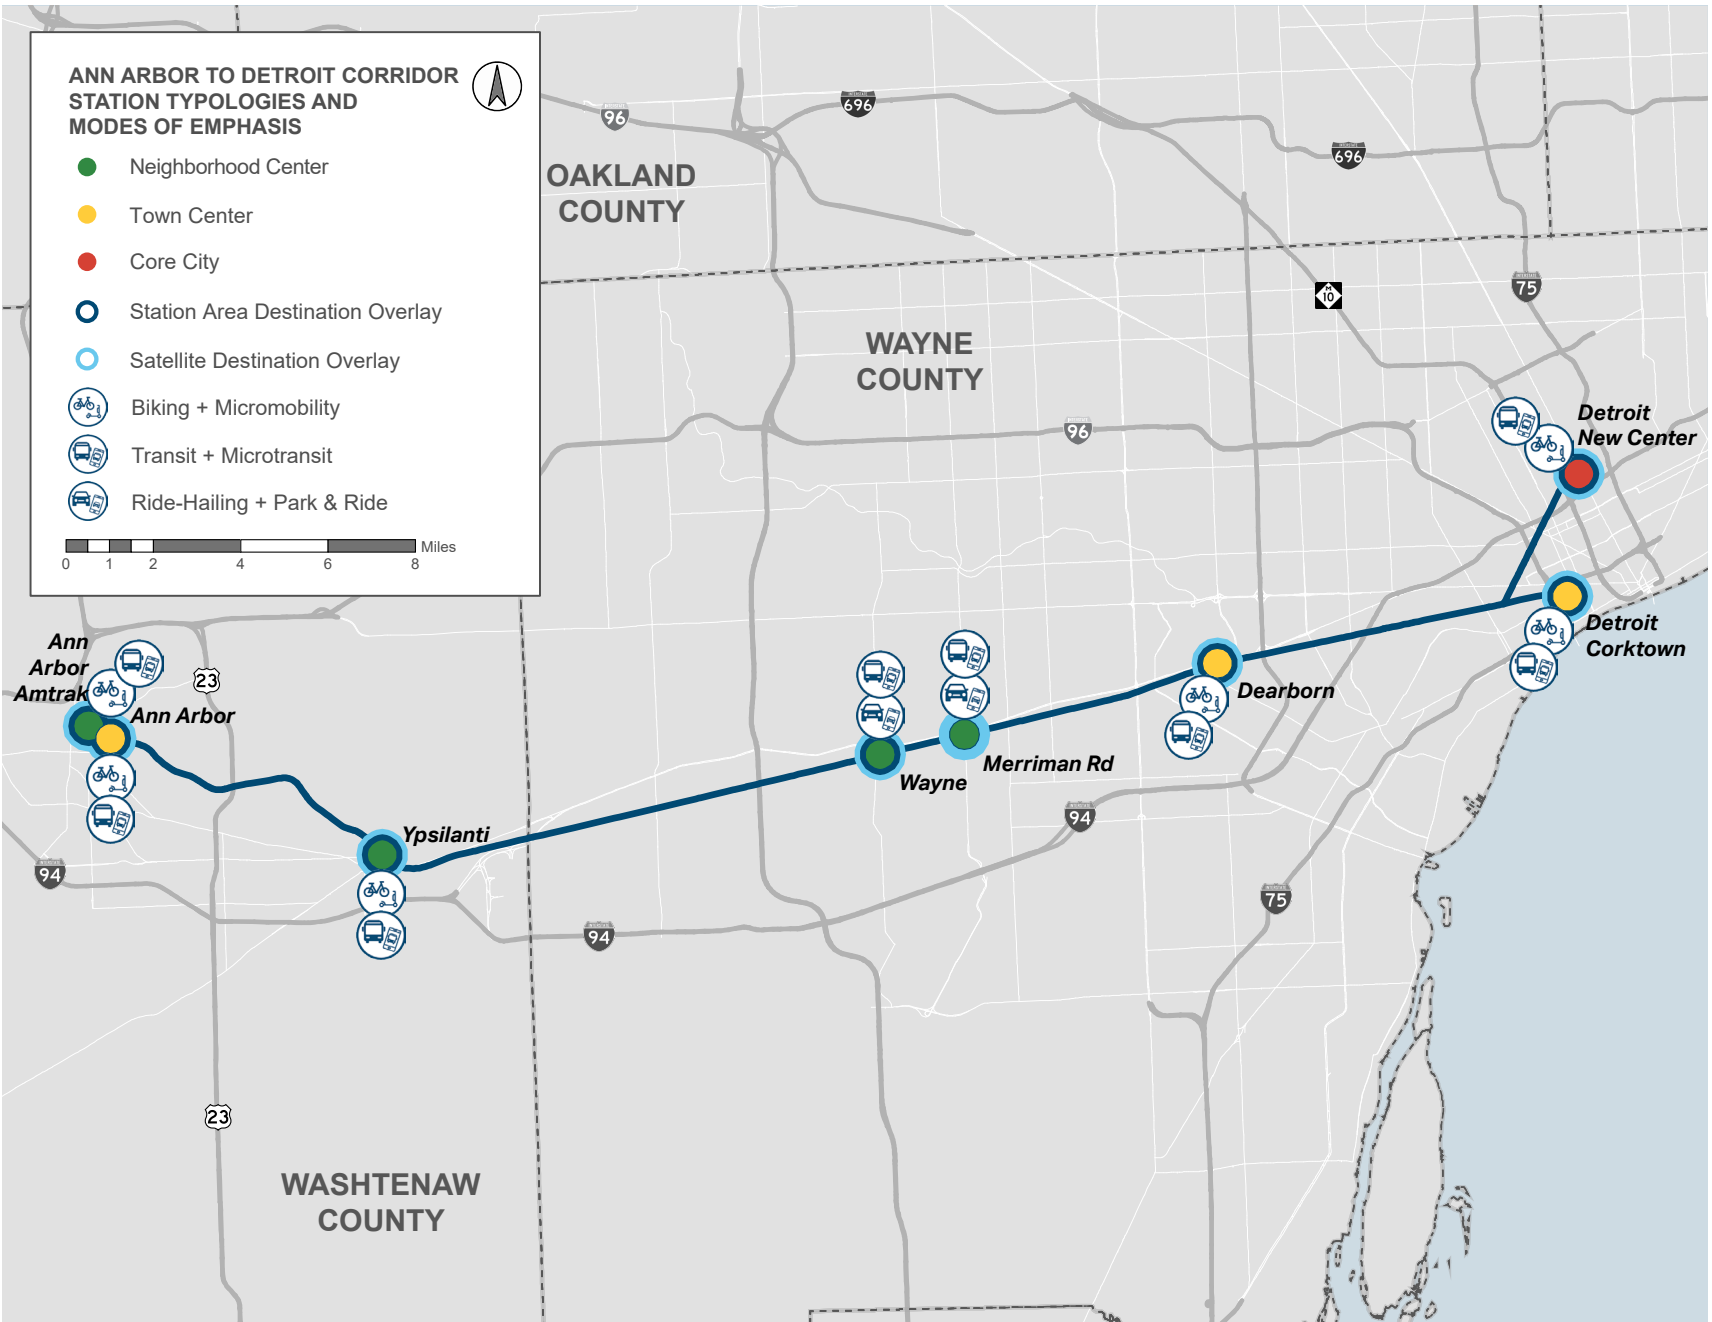 ANN ARBOR TO DETROIT CORRIDOR
STATION TYPOLOGIES AND
MODES OF EMPHASIS
Neighborhood Center
Town Center
Core City
Station Area Destination Overlay
Satellite Destination Overlay
Biking + Micromobility
Transit + Microtransit
Ride-Hailing + Park & Ride
Miles
0 1 2 4 6 8
96
696
696
OAKLAND
COUNTY
75
M
10
WAYNE
COUNTY
96
Detroit
New Center
Detroit
Corktown
Ann
Arbor
Amtrak
23
Ann Arbor
Dearborn
Merriman Rd
Wayne
Ypsilanti
94
94
94
75
23
WASHTENAW
COUNTY